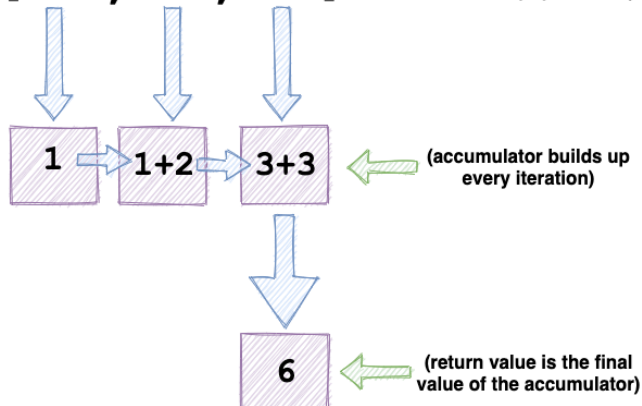 1
1+2
3+3
(accumulator builds up
every iteration)
6
(return value is the final
value of the accumulator)